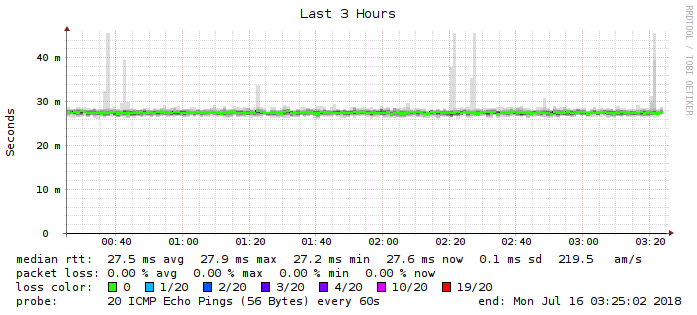 Last 3 Hours
RRDTOOL / TOBI OETIKER
Seconds
40 m
30 m
20 m
10 m
0
00:40 01:00 01:20 01:40 02:00 02:20 02:40 03:00 03:20
median rtt: 27.5 ms avg 27.9 ms max 27.2 ms min 27.6 ms now 0.1 ms sd 219.5 am/s
packet loss: 0.00 % avg 0.00 % max 0.00 % min 0.00 % now
loss color: 0 1/20 2/20 3/20 4/20 10/20 19/20
probe: 20 ICMP Echo Pings (56 Bytes) every 60s end: Mon Jul 16 03:25:02 2018